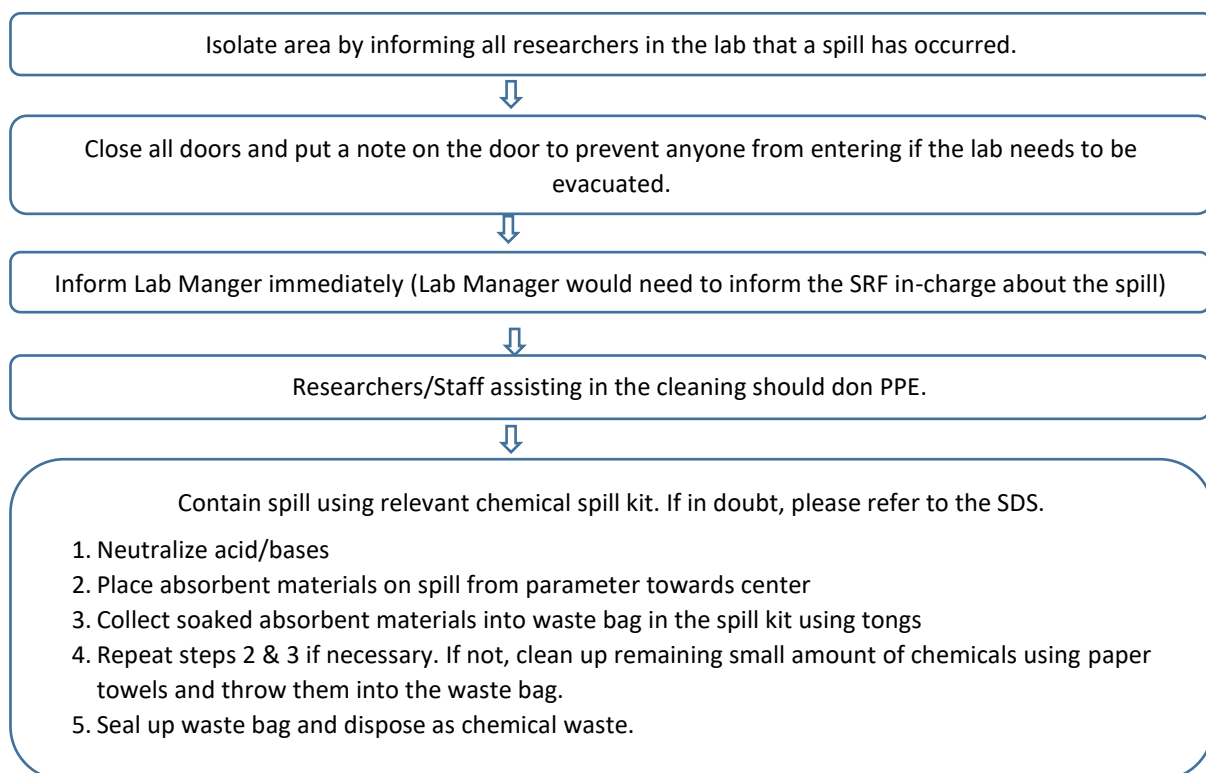 Isolate area by informing all researchers in the lab that a spill has occurred.
Close all doors and put a note on the door to prevent anyone from entering if the lab needs to be
evacuated.
Inform Lab Manger immediately (Lab Manager would need to inform the SRF in-charge about the spill)
Researchers/Staff assisting in the cleaning should don PPE.
Contain spill using relevant chemical spill kit. If in doubt, please refer to the SDS.
1. Neutralize acid/bases
2. Place absorbent materials on spill from parameter towards center
3. Collect soaked absorbent materials into waste bag in the spill kit using tongs
4. Repeat steps 2 & 3 if necessary. If not, clean up remaining small amount of chemicals using paper
towels and throw them into the waste bag.
5. Seal up waste bag and dispose as chemical waste.